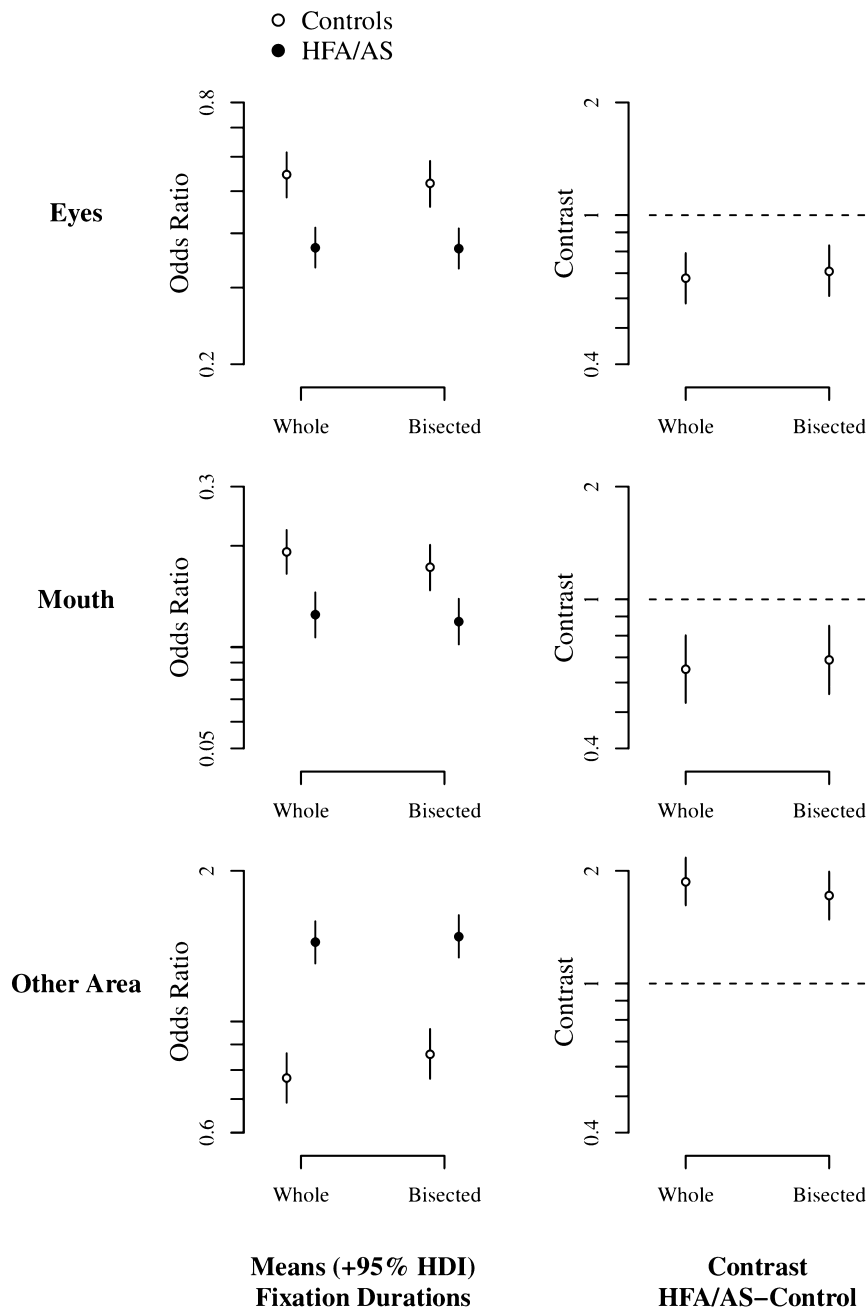 Controls
HFA/AS
Eyes
Odds Ratio
0.8
0.2
Whole
Bisected
Contrast
2
1
0.4
Whole
Bisected
Mouth
Odds Ratio
0.3
0.05
Whole
Bisected
Contrast
2
1
0.4
Whole
Bisected
Other Area
Odds Ratio
2
0.6
Whole
Bisected
Contrast
2
1
0.4
Whole
Bisected
Means (+95% HDI)
Fixation Durations
Contrast
HFA/AS−Control